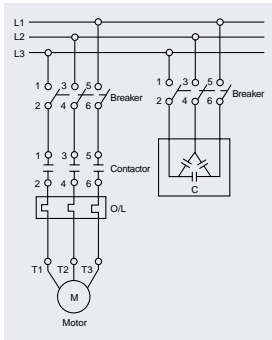 L1
L2
L3
1 3 5
Breaker
2 4 6
1 3 5
Breaker
2 4 6
1 3 5
Contactor
2 4 6
C
O/L
T1 T2 T3
M
Motor